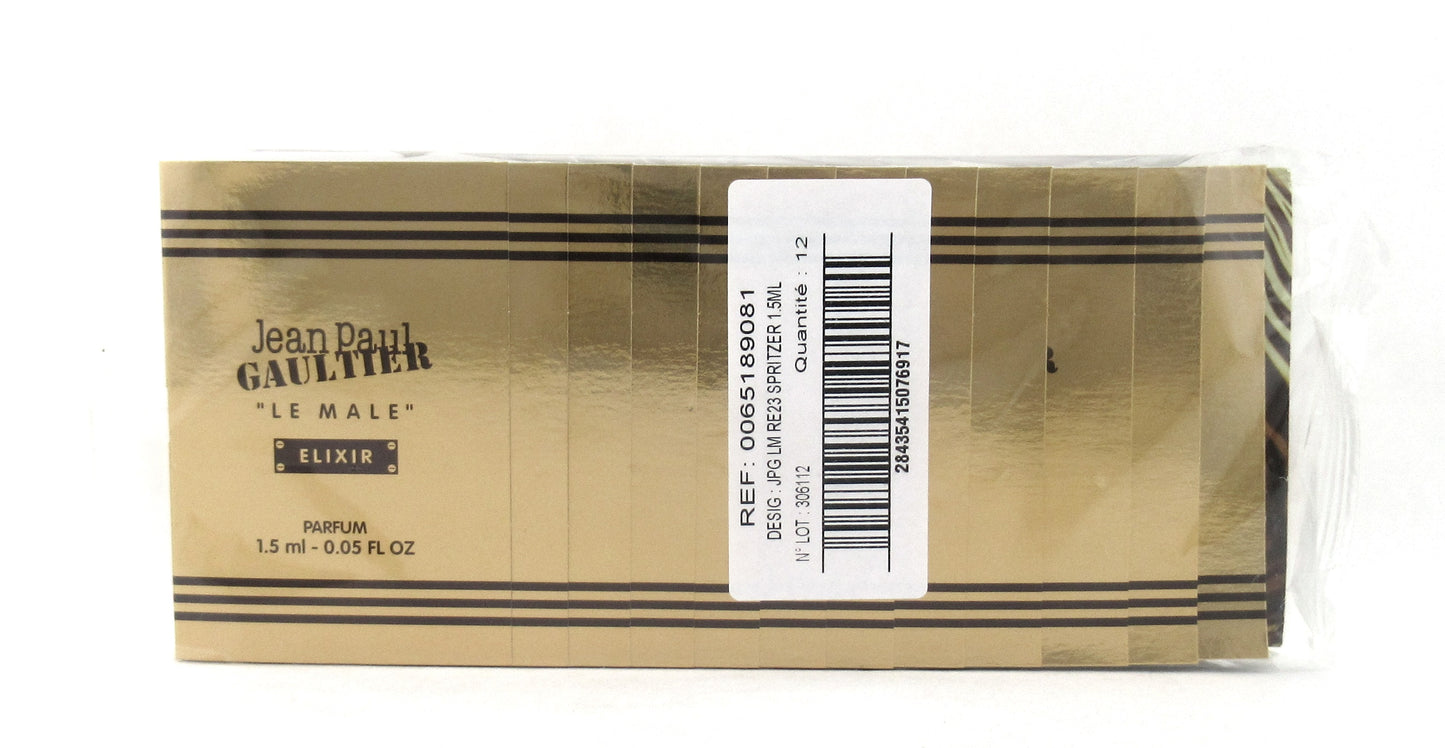 Jean Paul
GAULTIER
"LE MALE"
ELIXIR
PARFUM
1.5 ml - 0.05 FL OZ
REF: 0065189081
DESIG : JPG LM RE23 SPRITZER 1.5ML
N° LOT : 306112 Quantité : 12
2843541507691​7
R